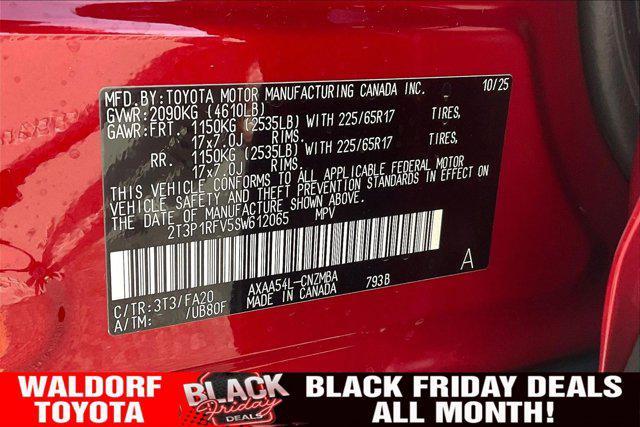 MFD.BY:TOYOTA MOTOR MANUFACTURING CANADA INC. 10/25
GVWR:2090KG (4610LB)
GAWR:FRT. 1150KG (2535LB) WITH 225/65R17 TIRES,
17x7.0J RIMS.
RR. 1150KG (2535LB) WITH 225/65R17 TIRES,
17x7.0J RIMS.
THIS VEHICLE CONFORMS TO ALL APPLICABLE FEDERAL MOTOR
VEHICLE SAFETY AND THEFT PREVENTION STANDARDS IN EFFECT ON
THE DATE OF MANUFACTURE SHOWN ABOVE.
2T3P1RFV5SW612065 MPV
C/TR:3T3/FA20 AXAA54L-CNZMBA 793B A
A/TM: /UB80F MADE IN CANADA
WALDORF
TOYOTA
BLACK
Friday
DEALS
BLACK FRIDAY DEALS
ALL MONTH!